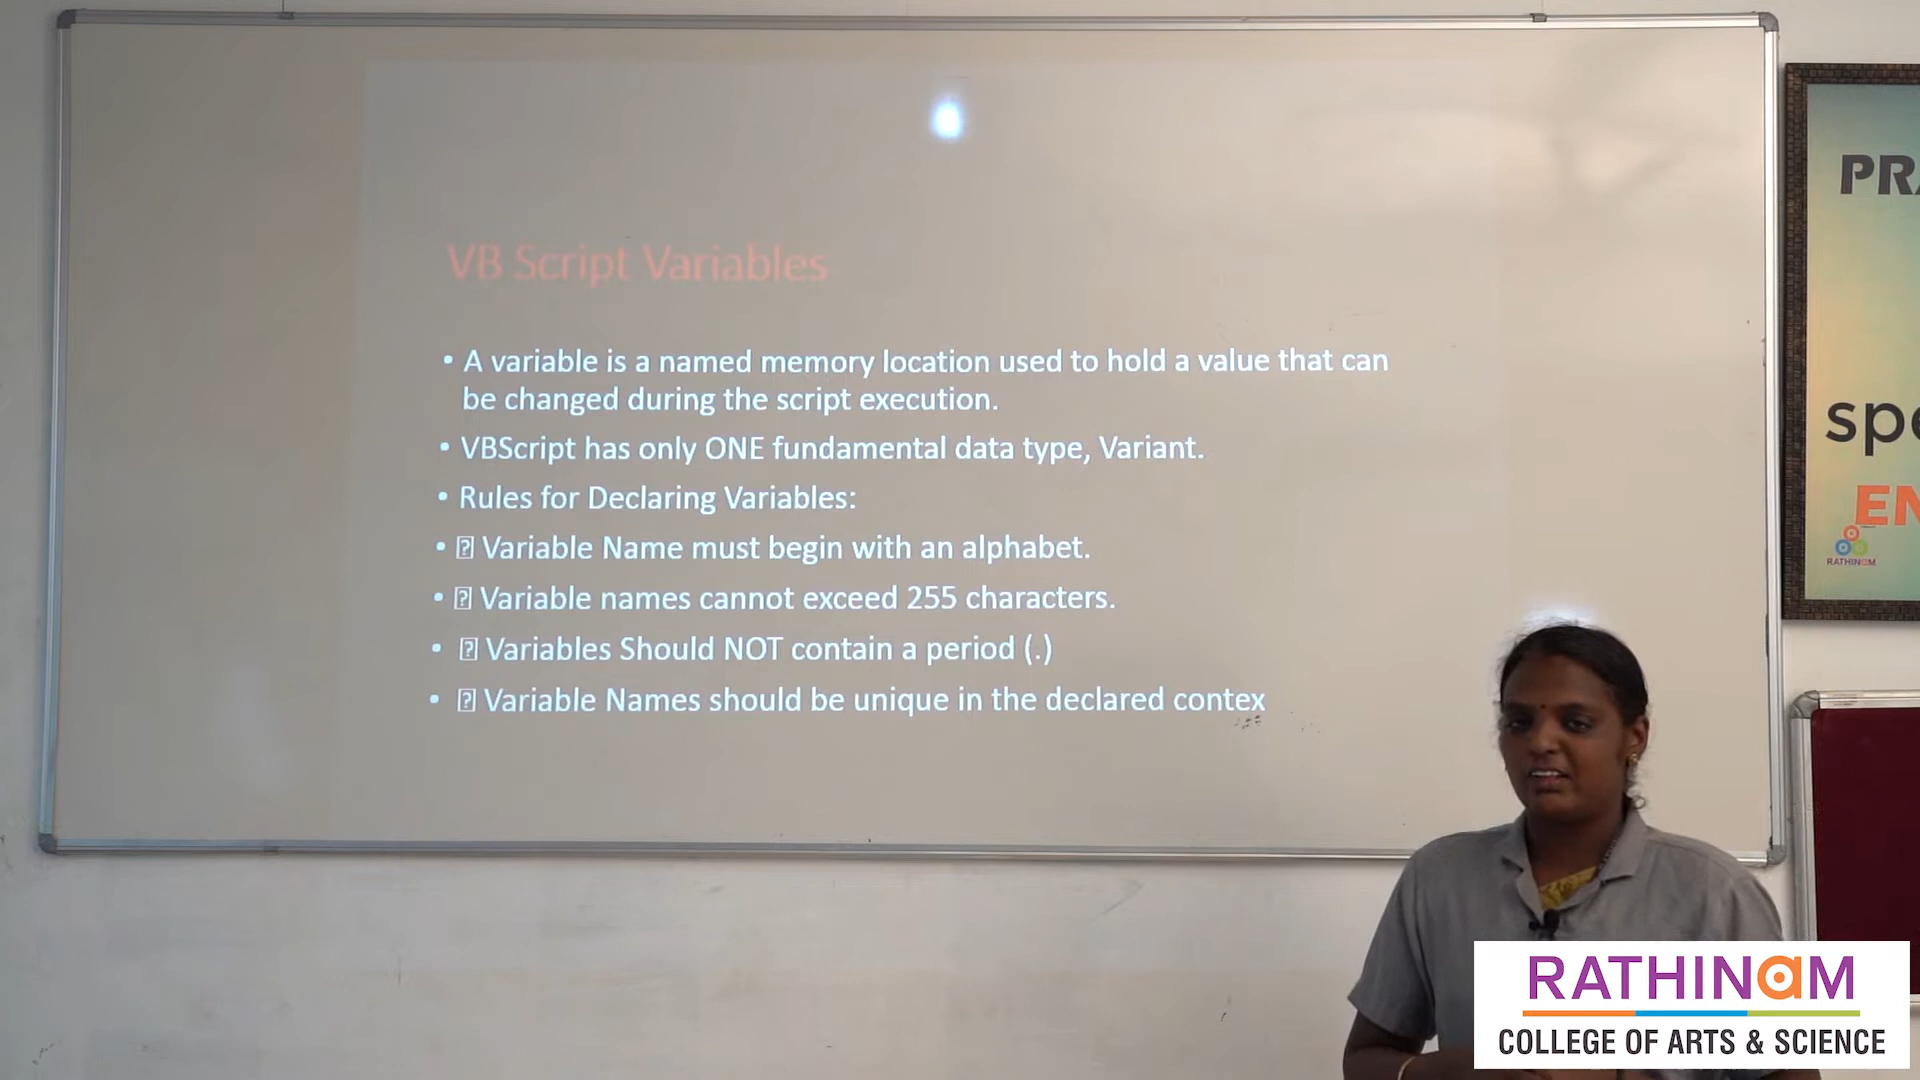 VB Script Variables
• A variable is a named memory location used to hold a value that can
be changed during the script execution.
• VBScript has only ONE fundamental data type, Variant.
• Rules for Declaring Variables:
• ⍰ Variable Name must begin with an alphabet.
• ⍰ Variable names cannot exceed 255 characters.
• ⍰ Variables Should NOT contain a period (.)
• ⍰ Variable Names should be unique in the declared contex
PRA
spe
EN
RATHINAM
RATHINAM
COLLEGE OF ARTS & SCIENCE